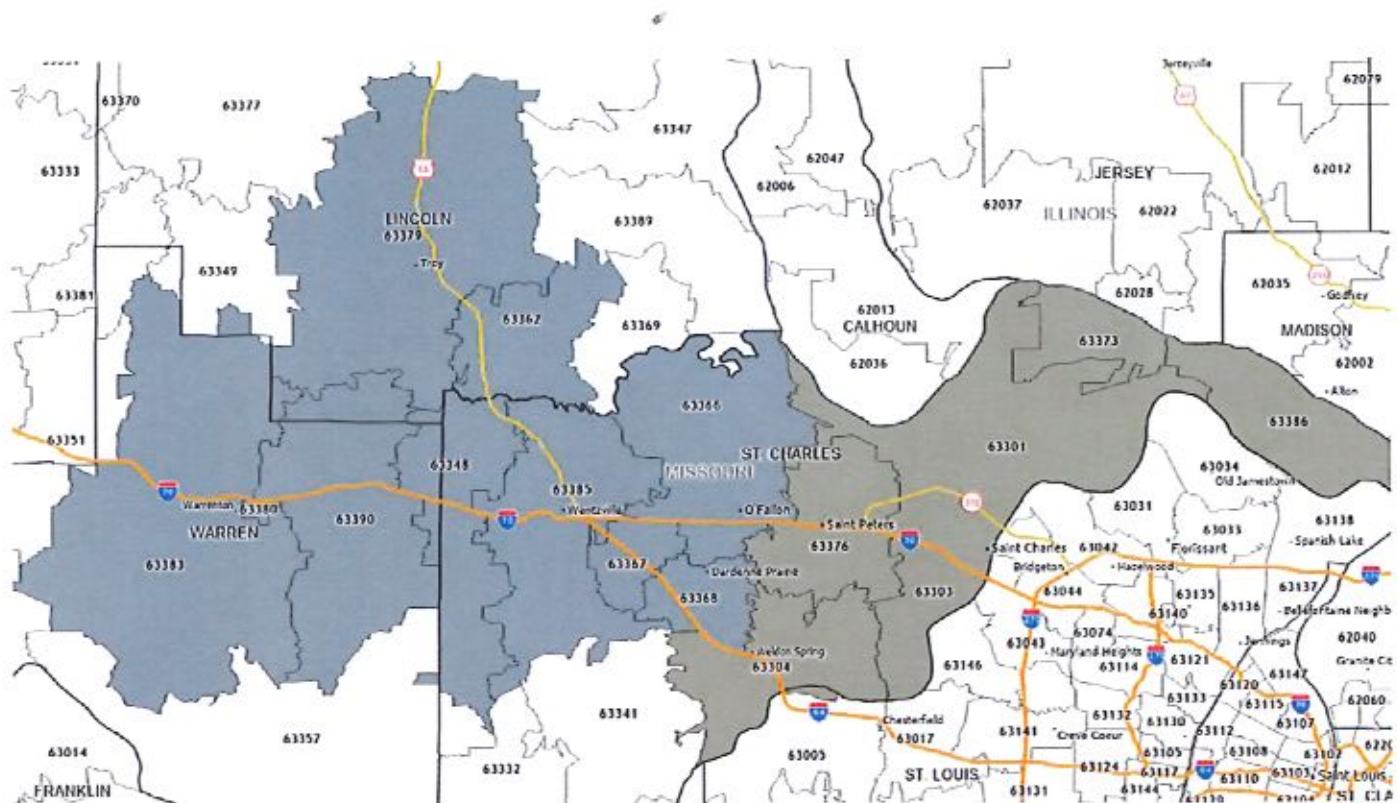 Jerseyville
62079
63370
63377
63347
62047
62012
63333
62006
JERSEY
62037
ILLINOIS
62022
LINCOLN
63379
63389
Troy
63349
63381
62035
62028
Godfrey
63362
63369
62013
CALHOUN
MADISON
63373
62036
62002
Alton
63366
63386
63351
63301
ST. CHARLES
MISSOURI
63348
63034
Old Jamestown
63385
Warrenton
63380
Wentzville
O'Fallon
63031
63390
Saint Peters
63033
WARREN
63138
63376
Saint Charles
63042
Florissant
Spanish Lake
63383
63367
Dardenne Prairie
Bridgeton
Hazelwood
63368
63303
63044
63135
63137
63136
63140
Bellefontaine Neighb
63043
63074
Jennings
62040
Weldon Spring
Maryland Heights
63304
63146
63114
63121
Granite Cit
63147
63120
63133
63341
63132
63115
62060
Chesterfield
63130
63107
63017
63141
Creve Coeur
63112
63357
63014
63005
63105
63108
63102
63332
ST. LOUIS
63124
63117
63110
63103
Saint Louis
FRANKLIN
63131
63144